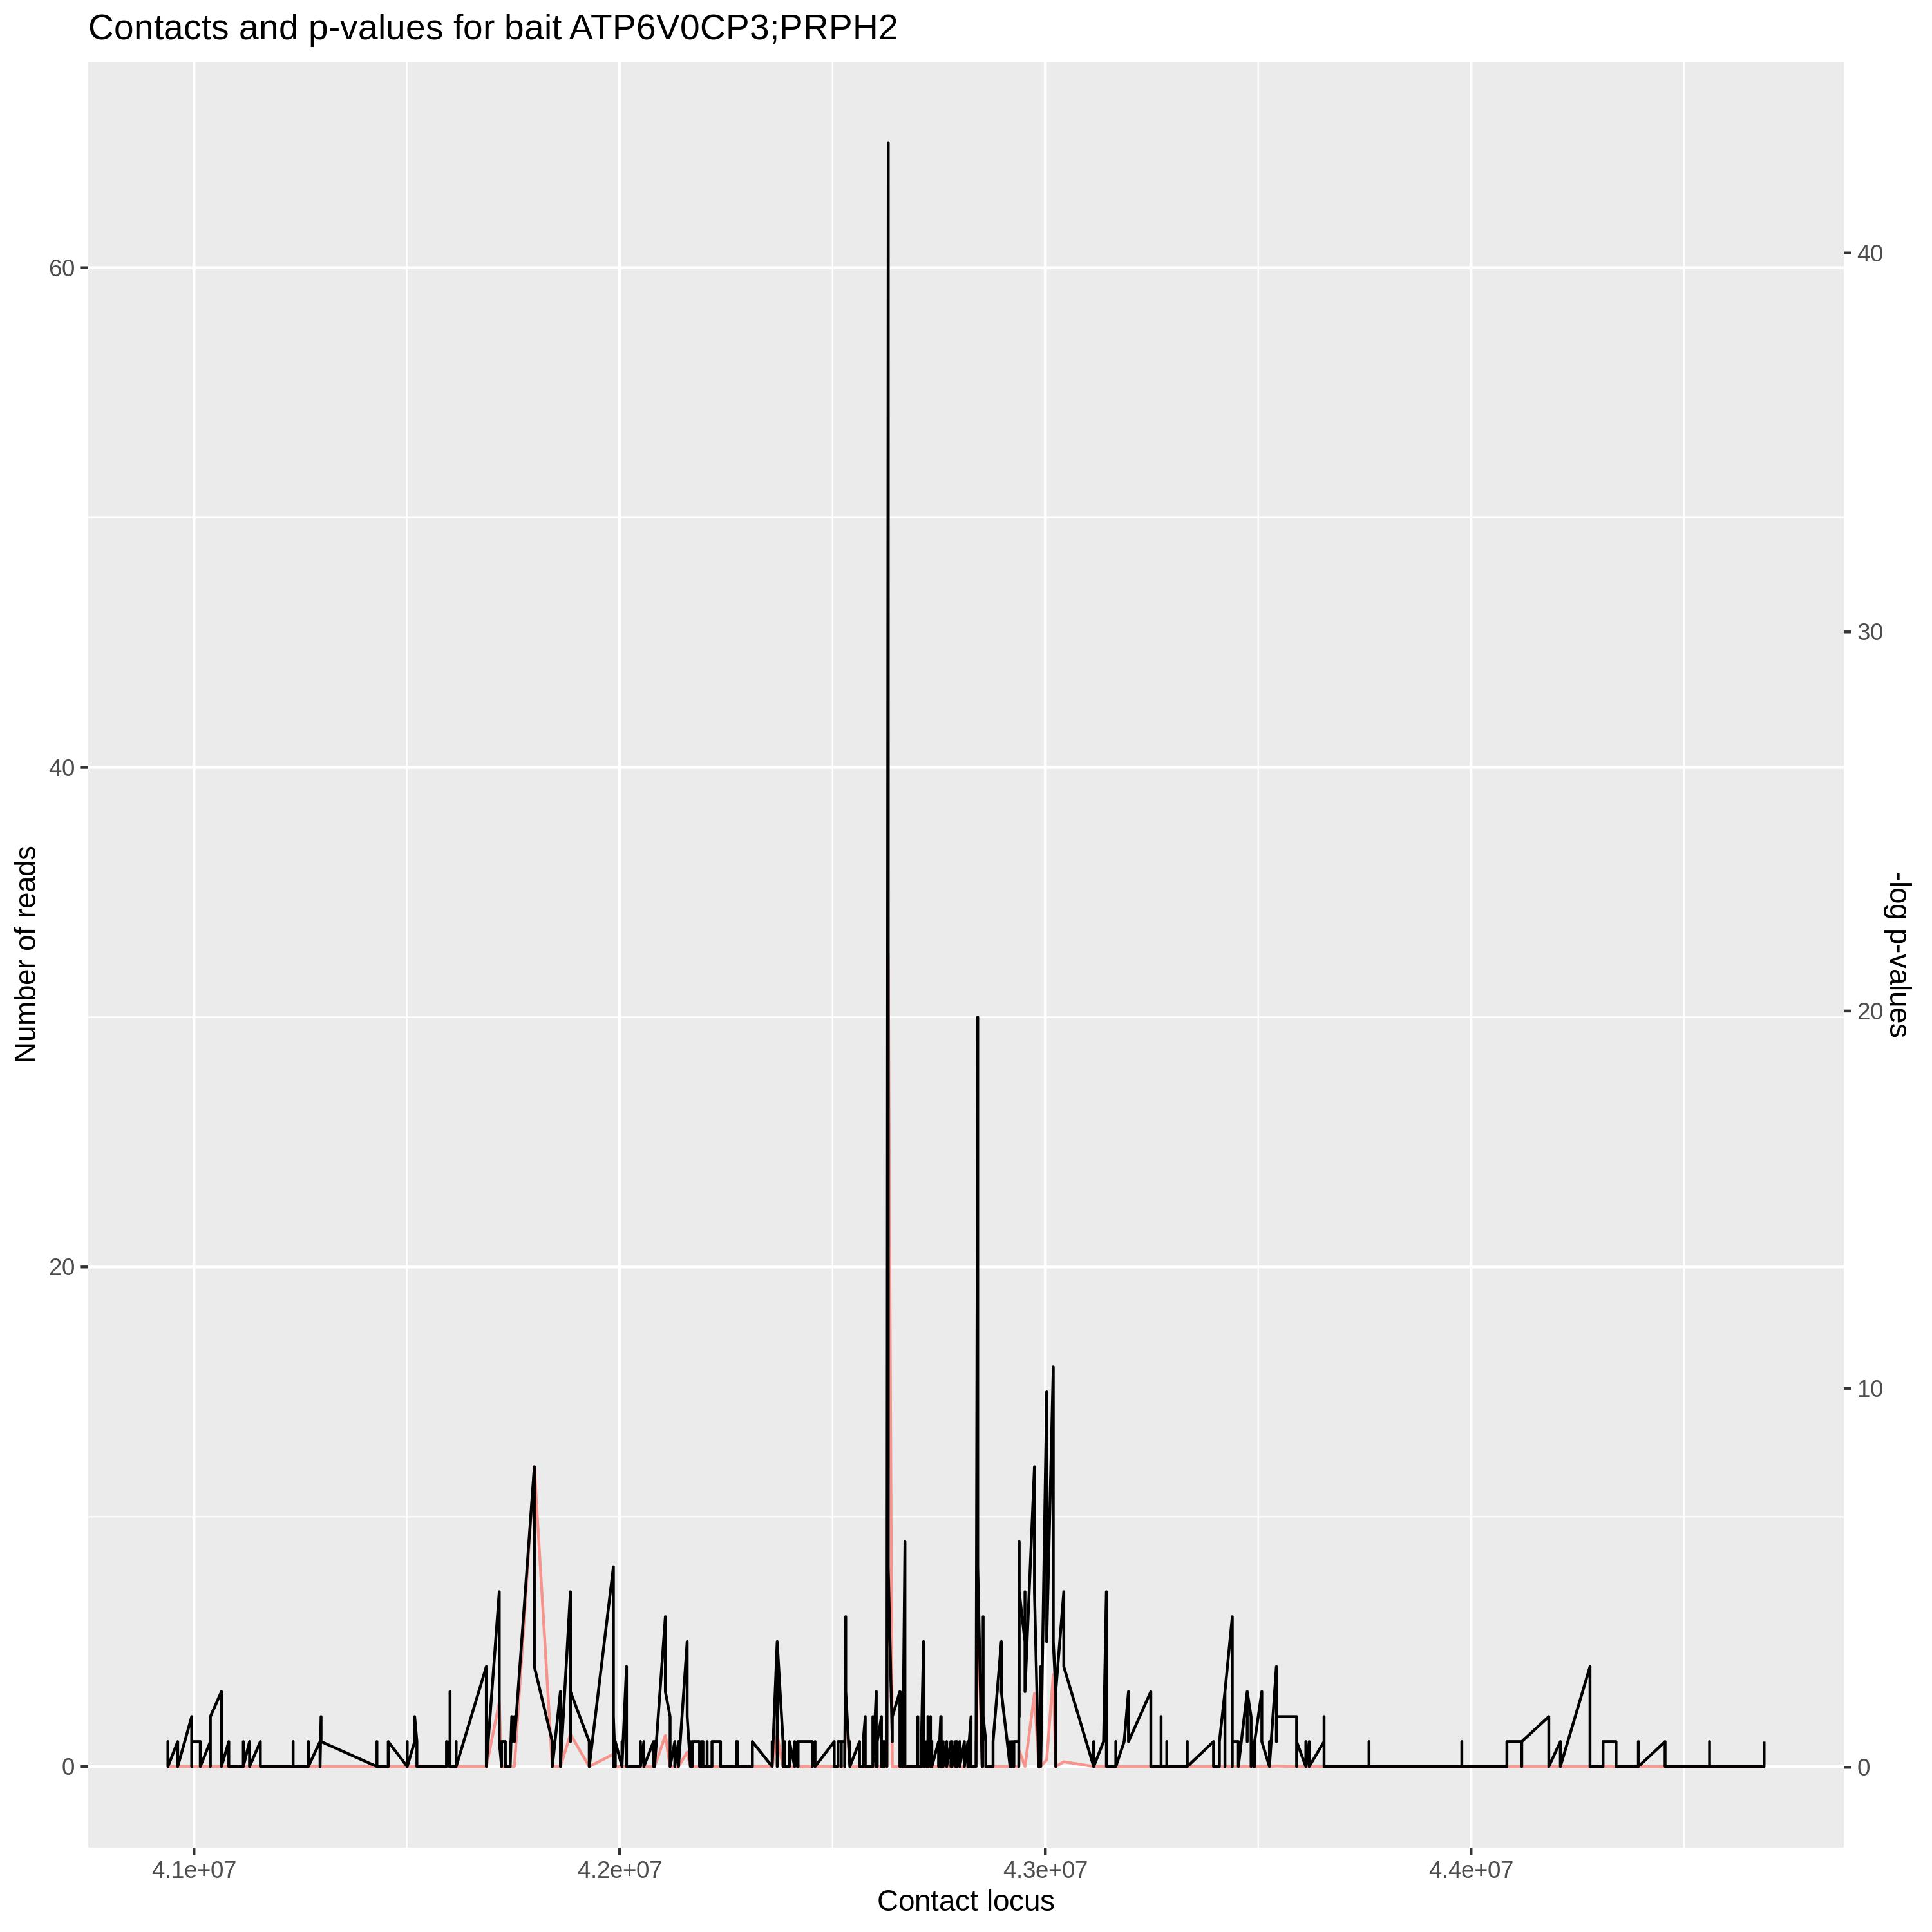 Contacts and p-values for bait ATP6V0CP3;PRPH2
60
40
20
0
Number of reads
40
30
20
10
0
-log p-values
4.1e+07 4.2e+07 4.3e+07 4.4e+07
Contact locus